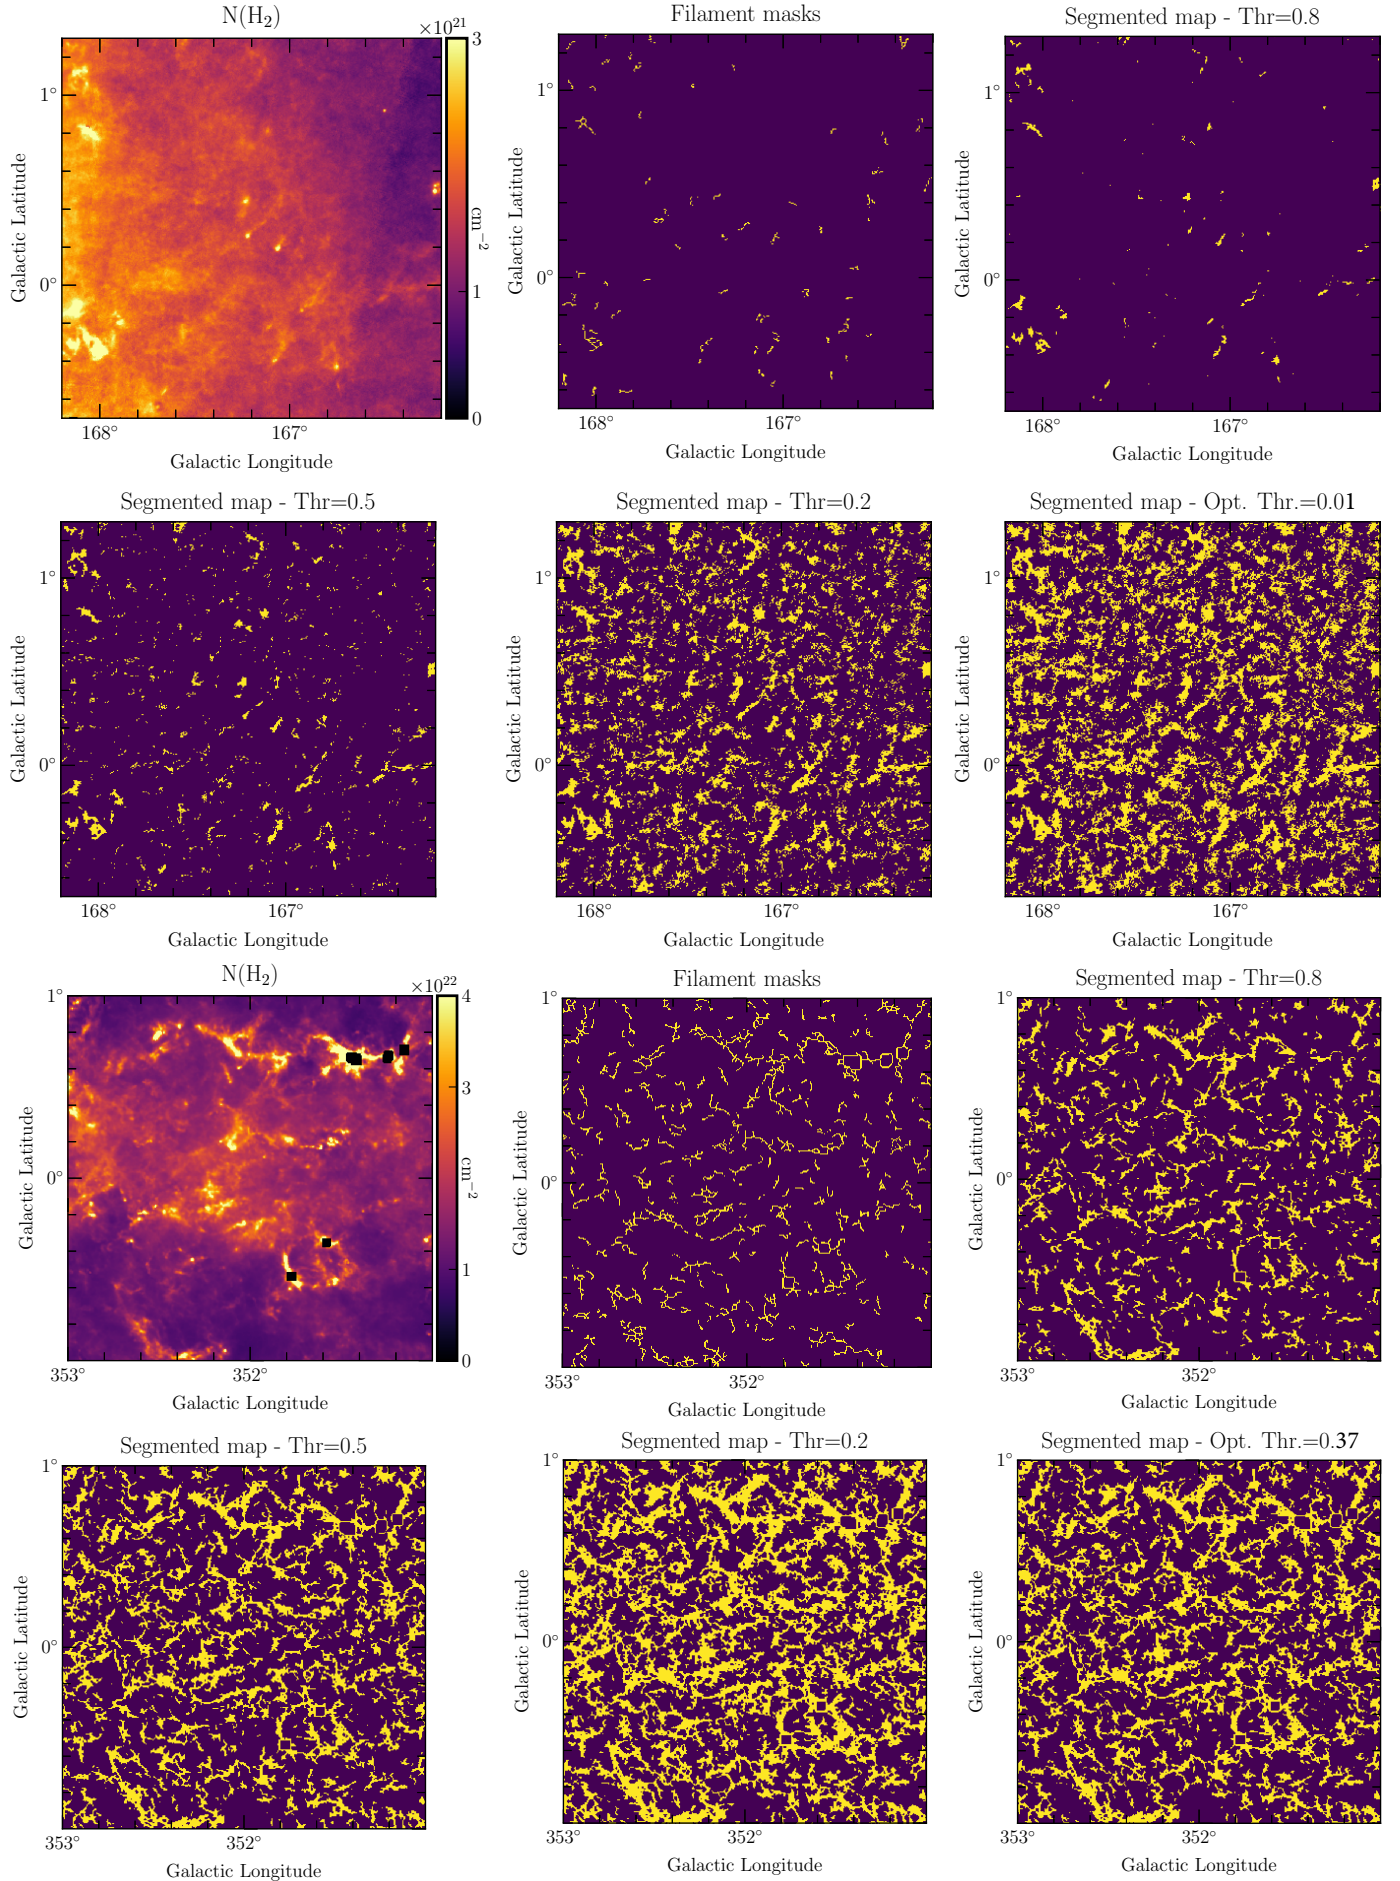 N(H₂)
×10²¹
3
1
0
cm⁻²
1°
0°
168°
167°
Galactic Latitude
Galactic Longitude
Filament masks
1°
0°
168°
167°
Galactic Latitude
Galactic Longitude
Segmented map - Thr=0.8
1°
0°
168°
167°
Galactic Latitude
Galactic Longitude
Segmented map - Thr=0.5
1°
0°
168°
167°
Galactic Latitude
Galactic Longitude
Segmented map - Thr=0.2
1°
0°
168°
167°
Galactic Latitude
Galactic Longitude
Segmented map - Opt. Thr.=0.01
1°
0°
168°
167°
Galactic Latitude
Galactic Longitude
N(H₂)
×10²²
4
3
1
0
cm⁻²
1°
0°
353°
352°
Galactic Latitude
Galactic Longitude
Filament masks
1°
0°
353°
352°
Galactic Latitude
Galactic Longitude
Segmented map - Thr=0.8
1°
0°
353°
352°
Galactic Latitude
Galactic Longitude
Segmented map - Thr=0.5
1°
0°
353°
352°
Galactic Latitude
Galactic Longitude
Segmented map - Thr=0.2
1°
0°
353°
352°
Galactic Latitude
Galactic Longitude
Segmented map - Opt. Thr.=0.37
1°
0°
353°
352°
Galactic Latitude
Galactic Longitude